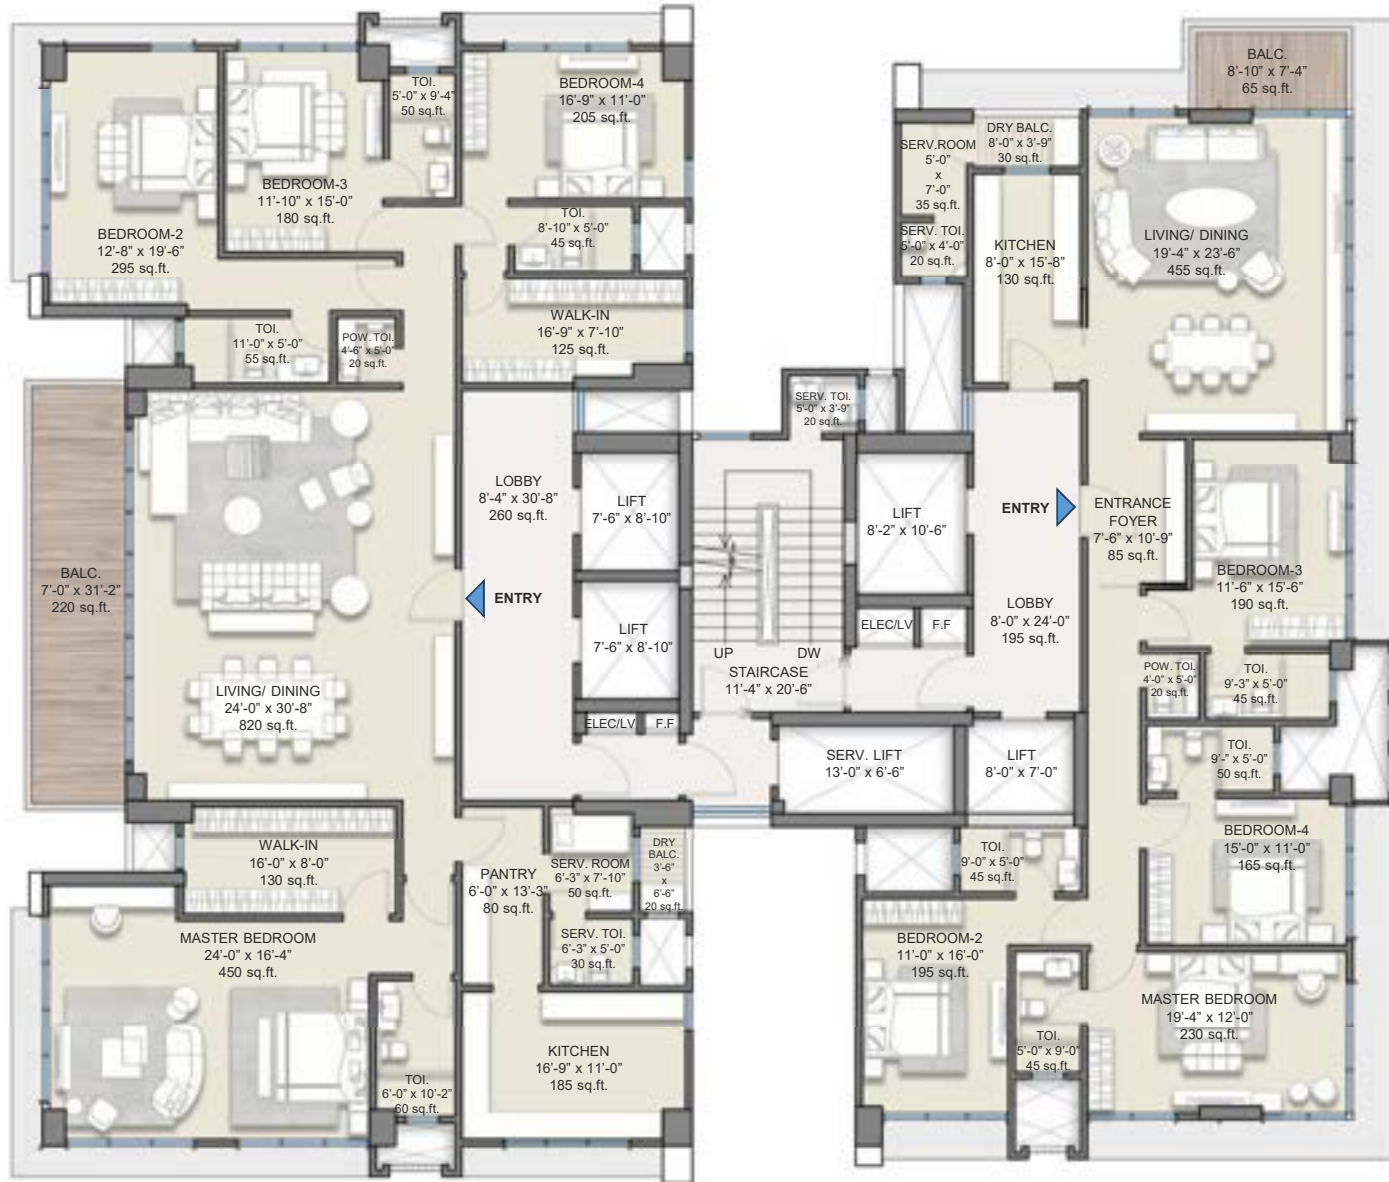 BEDROOM-2
12'-8" x 19'-6"
295 sq.ft.
BEDROOM-3
11'-10" x 15'-0"
180 sq.ft.
TOI.
5'-0" x 9'-4"
50 sq.ft.
BEDROOM-4
16'-9" x 11'-0"
205 sq.ft.
TOI.
8'-10" x 5'-0"
45 sq.ft.
WALK-IN
16'-9" x 7'-10"
125 sq.ft.
TOI.
11'-0" x 5'-0"
55 sq.ft.
POW. TOI.
4'-6" x 5'-0"
20 sq.ft.
BALC.
7'-0" x 31'-2"
220 sq.ft.
LIVING/ DINING
24'-0" x 30'-8"
820 sq.ft.
LOBBY
8'-4" x 30'-8"
260 sq.ft.
ENTRY
LIFT
7'-6" x 8'-10"
LIFT
7'-6" x 8'-10"
ELEC/LV
F.F
WALK-IN
16'-0" x 8'-0"
130 sq.ft.
MASTER BEDROOM
24'-0" x 16'-4"
450 sq.ft.
TOI.
6'-0" x 10'-2"
60 sq.ft.
PANTRY
6'-0" x 13'-3"
80 sq.ft.
SERV. ROOM
6'-3" x 7'-10"
50 sq.ft.
DRY
BALC.
3'-6"
x
6'-6"
20 sq.ft.
SERV. TOI.
6'-3" x 5'-0"
30 sq.ft.
KITCHEN
16'-9" x 11'-0"
185 sq.ft.
SERV. TOI.
5'-0" x 3'-9"
20 sq.ft.
UP
DW
STAIRCASE
11'-4" x 20'-6"
LIFT
8'-2" x 10'-6"
ELEC/LV
F.F
SERV. LIFT
13'-0" x 6'-6"
LIFT
8'-0" x 7'-0"
LOBBY
8'-0" x 24'-0"
195 sq.ft.
ENTRY
BALC.
8'-10" x 7'-4"
65 sq.ft.
DRY BALC.
8'-0" x 3'-9"
30 sq.ft.
SERV.ROOM
5'-0"
x
7'-0"
35 sq.ft.
SERV. TOI.
5'-0" x 4'-0"
20 sq.ft.
KITCHEN
8'-0" x 15'-8"
130 sq.ft.
LIVING/ DINING
19'-4" x 23'-6"
455 sq.ft.
ENTRANCE
FOYER
7'-6" x 10'-9"
85 sq.ft.
BEDROOM-3
11'-6" x 15'-6"
190 sq.ft.
POW. TOI.
4'-0" x 5'-0"
20 sq.ft.
TOI.
9'-3" x 5'-0"
45 sq.ft.
TOI.
9'-" x 5'-0"
50 sq.ft.
BEDROOM-4
15'-0" x 11'-0"
165 sq.ft.
TOI.
9'-0" x 5'-0"
45 sq.ft.
BEDROOM-2
11'-0" x 16'-0"
195 sq.ft.
TOI.
5'-0" x 9'-0"
45 sq.ft.
MASTER BEDROOM
19'-4" x 12'-0"
230 sq.ft.